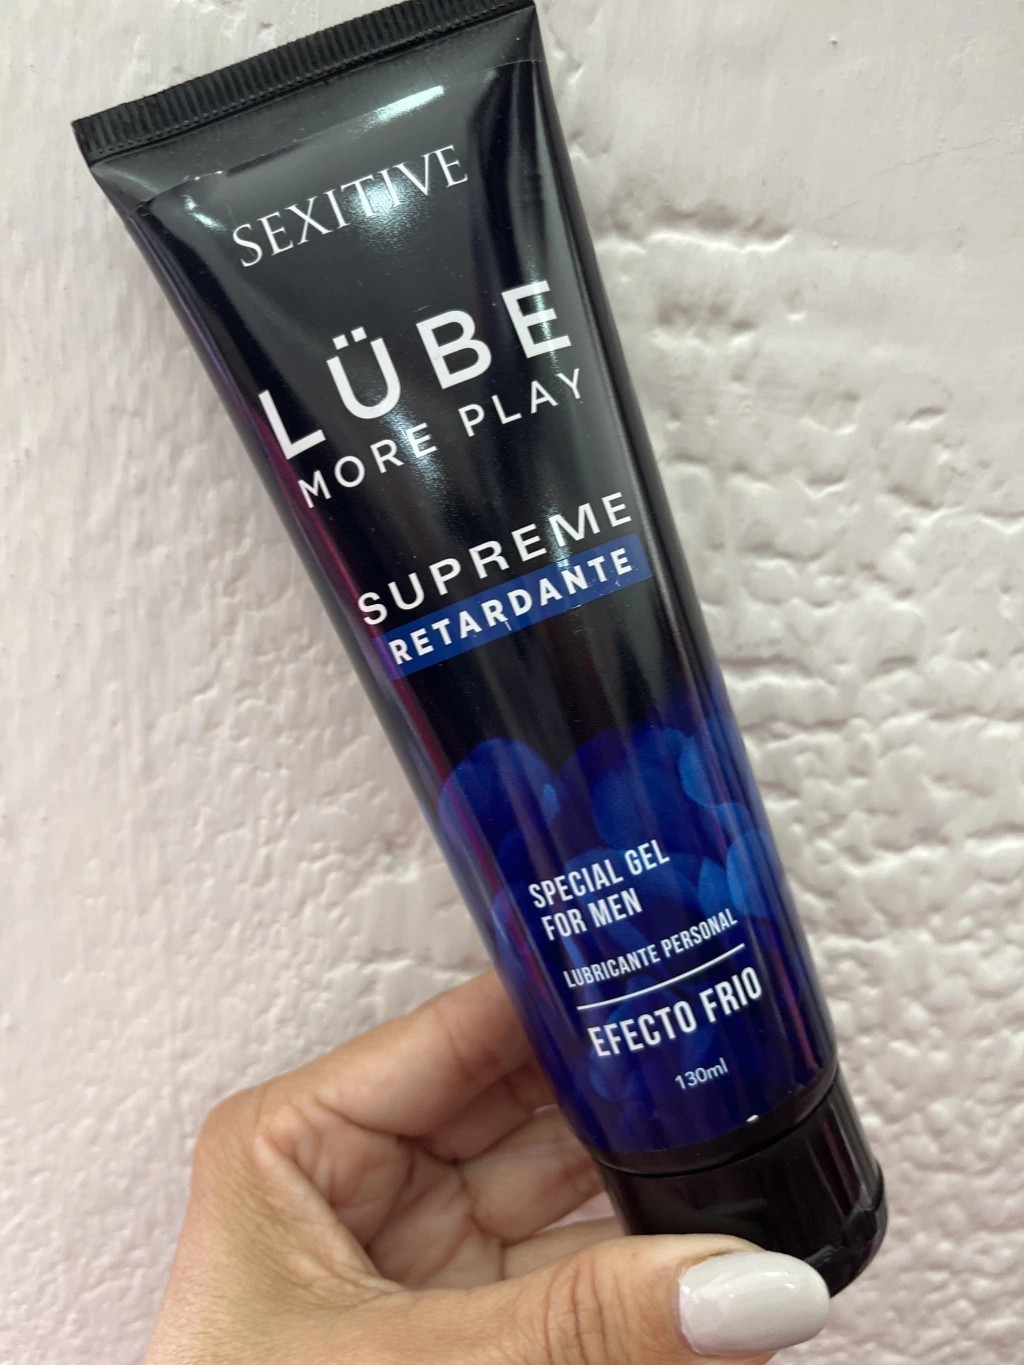 SEXITIVE
LÜBE
MORE PLAY
SUPREME
RETARDANTE
SPECIAL GEL
FOR MEN
LUBRICANTE PERSONAL
EFECTO FRIO
130ml